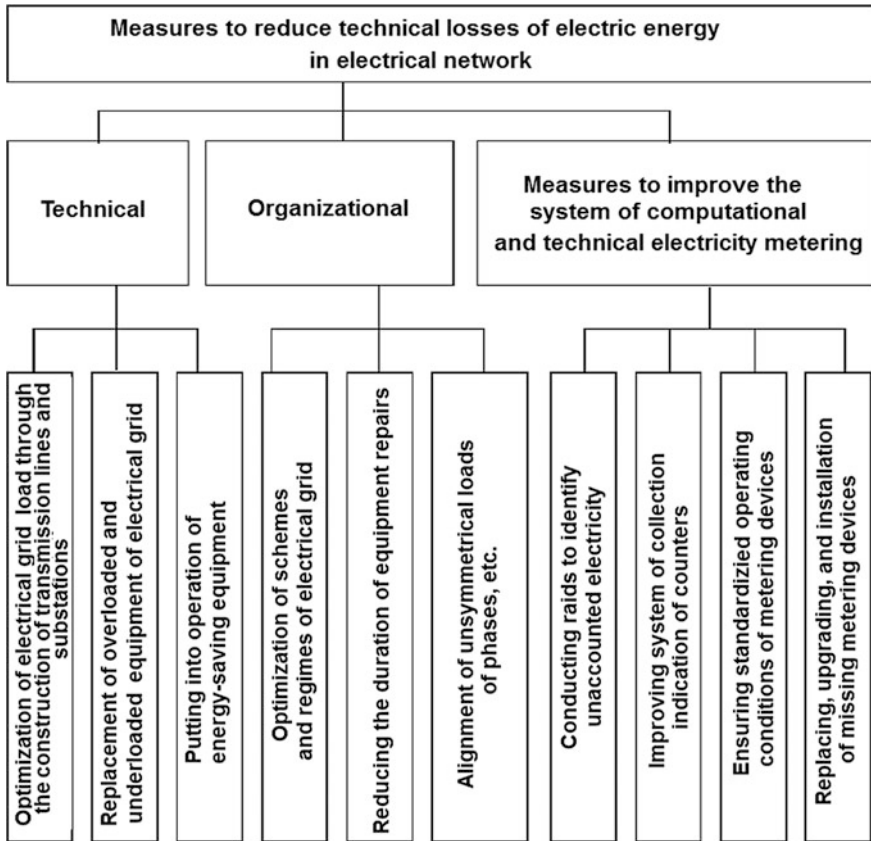 Measures to reduce technical losses of electric energy
in electrical network
Technical
Organizational
Measures to improve the
system of computational
and technical electricity metering
Optimization of electrical grid load through
the construction of transmission lines and
substations
Replacement of overloaded and
underloaded equipment of electrical grid
Putting into operation of
energy-saving equipment
Optimization of schemes
and regimes of electrical grid
Reducing the duration of equipment repairs
Alignment of unsymmetrical loads
of phases, etc.
Conducting raids to identify
unaccounted electricity
Improving system of collection
indication of counters
Ensuring standardizied operating
conditions of metering devices
Replacing, upgrading, and installation
of missing metering devices